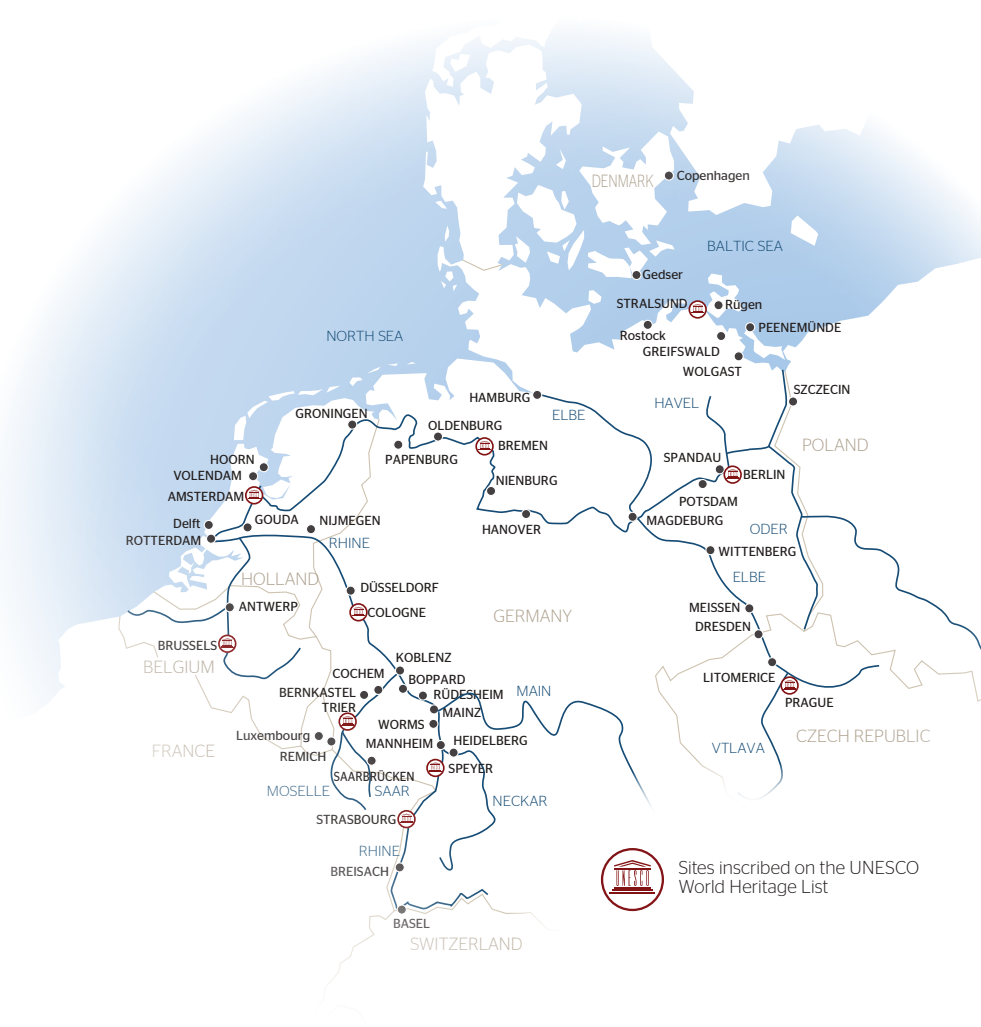 DENMARK
Copenhagen
BALTIC SEA
Gedser
STRALSUND
Rügen
Rostock
PEENEMÜNDE
NORTH SEA
GREIFSWALD
WOLGAST
SZCZECIN
HAMBURG
ELBE
HAVEL
GRONINGEN
OLDENBURG
BREMEN
PAPENBURG
POLAND
HOORN
VOLENDAM
AMSTERDAM
SPANDAU
BERLIN
NIENBURG
POTSDAM
Delft
GOUDA
NIJMEGEN
HANOVER
MAGDEBURG
ODER
ROTTERDAM
RHINE
WITTENBERG
HOLLAND
ELBE
DÜSSELDORF
ANTWERP
COLOGNE
GERMANY
MEISSEN
DRESDEN
BRUSSELS
BELGIUM
KOBLENZ
COCHEM
BOPPARD
LITOMERICE
BERNKASTEL
RÜDESHEIM
MAIN
TRIER
MAINZ
PRAGUE
WORMS
Luxembourg
MANNHEIM
HEIDELBERG
CZECH REPUBLIC
FRANCE
REMICH
VTLAVA
SPEYER
SAARBRÜCKEN
MOSELLE
SAAR
NECKAR
STRASBOURG
RHINE
BREISACH
UNESCO
Sites inscribed on the UNESCO
World Heritage List
BASEL
SWITZERLAND